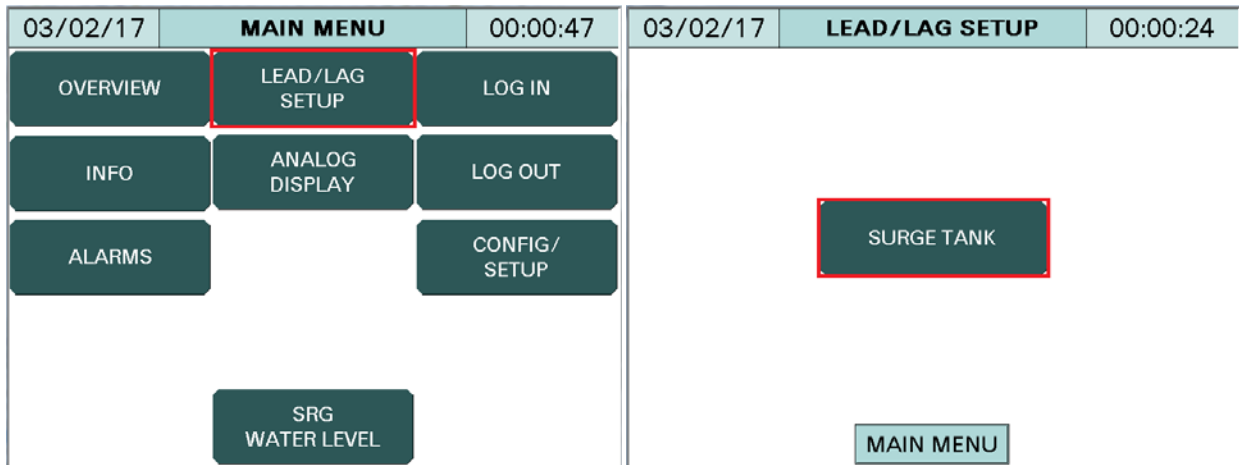 03/02/17 MAIN MENU 00:00:47
OVERVIEW
LEAD/LAG
SETUP
LOG IN
INFO
ANALOG
DISPLAY
LOG OUT
ALARMS
CONFIG/
SETUP
SRG
WATER LEVEL
03/02/17 LEAD/LAG SETUP 00:00:24
SURGE TANK
MAIN MENU